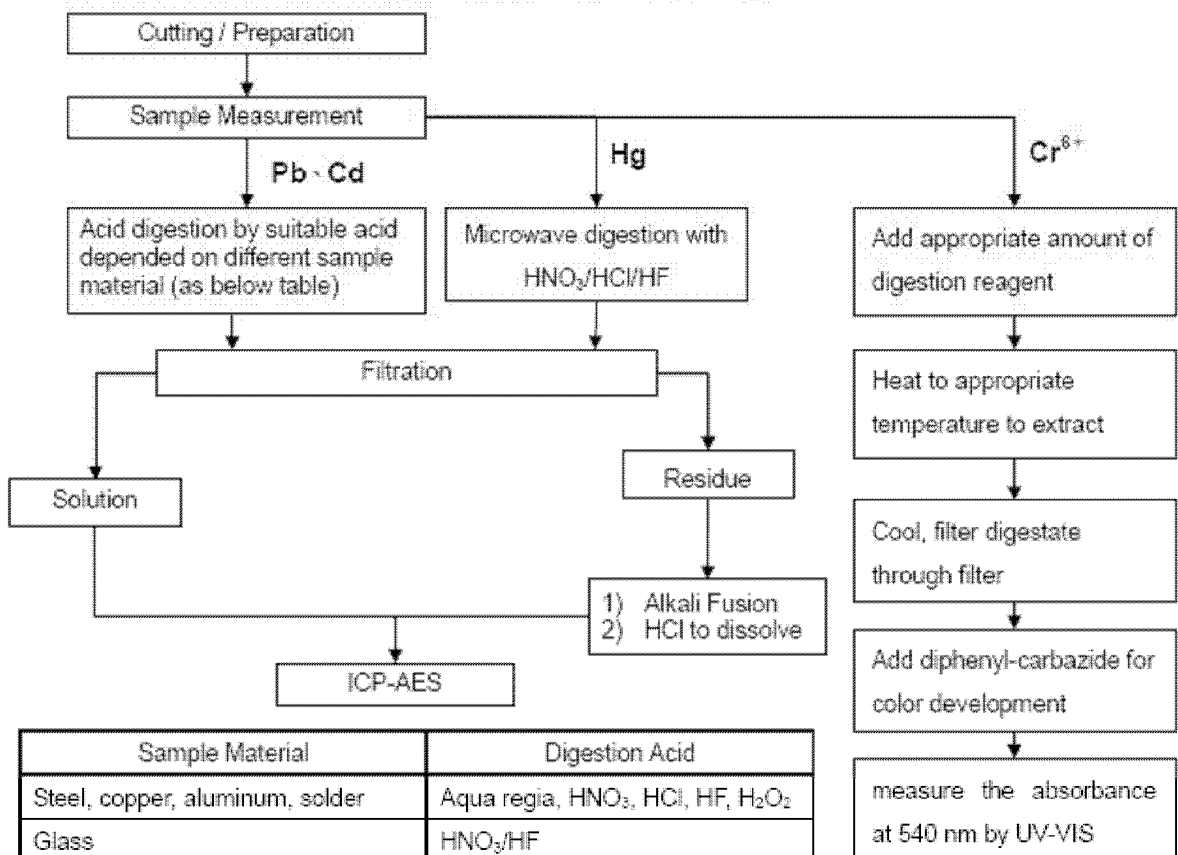 Cutting / Preparation
Sample Measurement
Pb、Cd
Hg
Cr⁶⁺
Acid digestion by suitable acid
depended on different sample
material (as below table)
Microwave digestion with
HNO₃/HCl/HF
Add appropriate amount of
digestion reagent
Filtration
Heat to appropriate
temperature to extract
Solution
Residue
Cool, filter digestate
through filter
1) Alkali Fusion
2) HCl to dissolve
ICP-AES
Add diphenyl-carbazide for
color development
Sample Material
Digestion Acid
Steel, copper, aluminum, solder
Aqua regia, HNO₃, HCl, HF, H₂O₂
Glass
HNO₃/HF
measure the absorbance
at 540 nm by UV-VIS